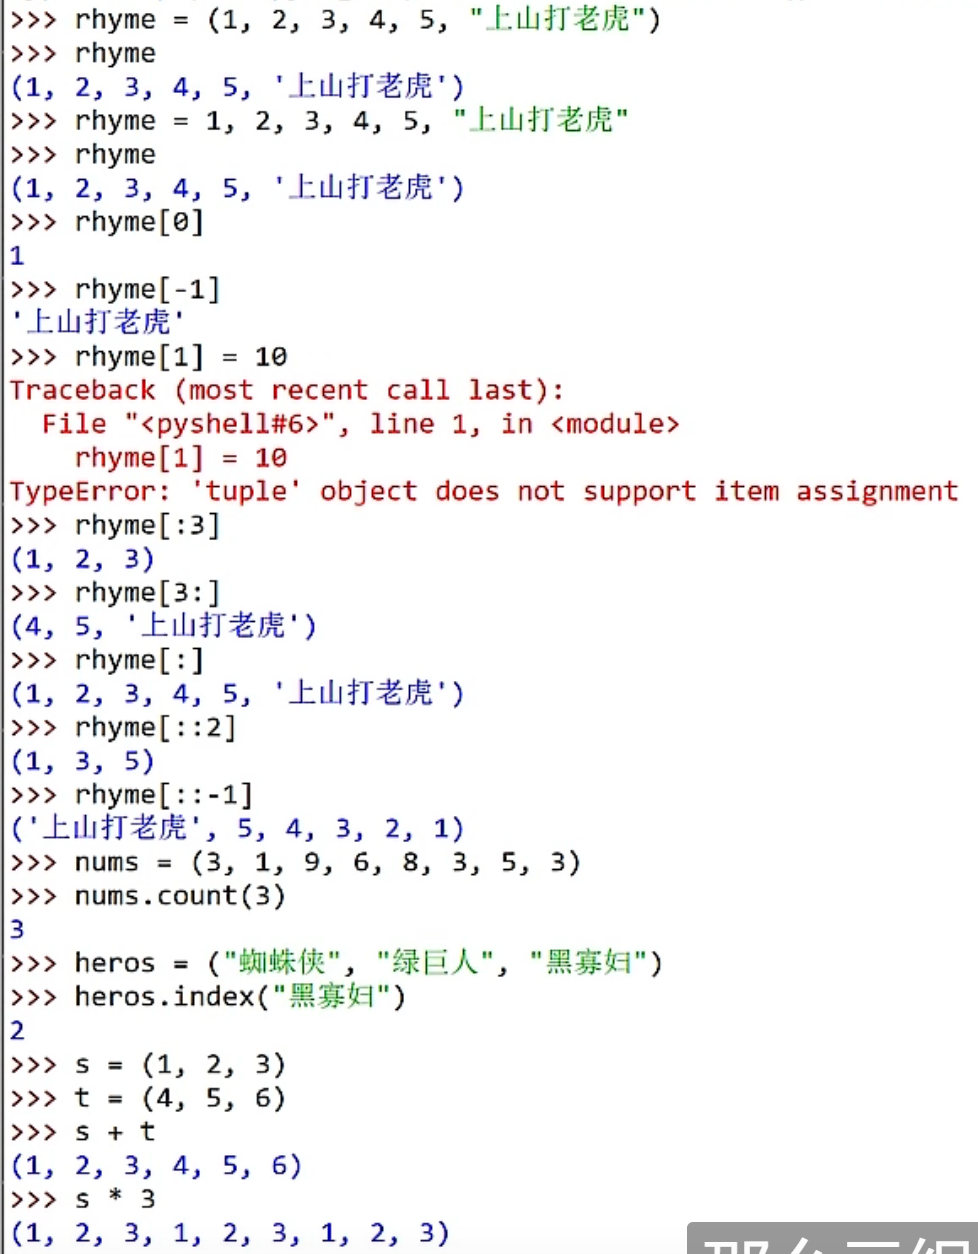 >>> rhyme = (1, 2, 3, 4, 5, "上山打老虎")
>>> rhyme
(1, 2, 3, 4, 5, '上山打老虎')
>>> rhyme = 1, 2, 3, 4, 5, "上山打老虎"
>>> rhyme
(1, 2, 3, 4, 5, '上山打老虎')
>>> rhyme[0]
1
>>> rhyme[-1]
'上山打老虎'
>>> rhyme[1] = 10
Traceback (most recent call last):
  File "<pyshell#6>", line 1, in <module>
    rhyme[1] = 10
TypeError: 'tuple' object does not support item assignment
>>> rhyme[:3]
(1, 2, 3)
>>> rhyme[3:]
(4, 5, '上山打老虎')
>>> rhyme[:]
(1, 2, 3, 4, 5, '上山打老虎')
>>> rhyme[::2]
(1, 3, 5)
>>> rhyme[::-1]
('上山打老虎', 5, 4, 3, 2, 1)
>>> nums = (3, 1, 9, 6, 8, 3, 5, 3)
>>> nums.count(3)
3
>>> heros = ("蜘蛛侠", "绿巨人", "黑寡妇")
>>> heros.index("黑寡妇")
2
>>> s = (1, 2, 3)
>>> t = (4, 5, 6)
>>> s + t
(1, 2, 3, 4, 5, 6)
>>> s * 3
(1, 2, 3, 1, 2, 3, 1, 2, 3)